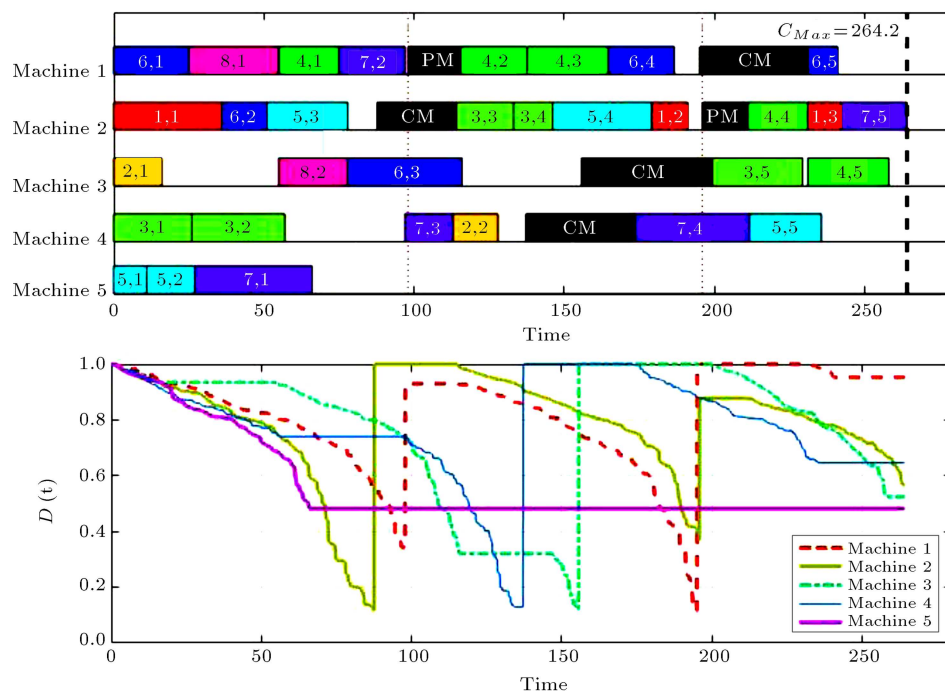 C_Max=264.2
Machine 1 6,1 8,1 4,1 7,2 PM 4,2 4,3 6,4 CM 6,5
Machine 2 1,1 6,2 5,3 CM 3,3 3,4 5,4 1,2 PM 4,4 1,3 7,5
Machine 3 2,1 8,2 6,3 CM 3,5 4,5
Machine 4 3,1 3,2 7,3 2,2 CM 7,4 5,5
Machine 5 5,1 5,2 7,1
0 50 100 150 200 250
Time
1.0
0.8
0.6
0.4
0.2
0.0
D(t)
Machine 1
Machine 2
Machine 3
Machine 4
Machine 5
0 50 100 150 200 250
Time